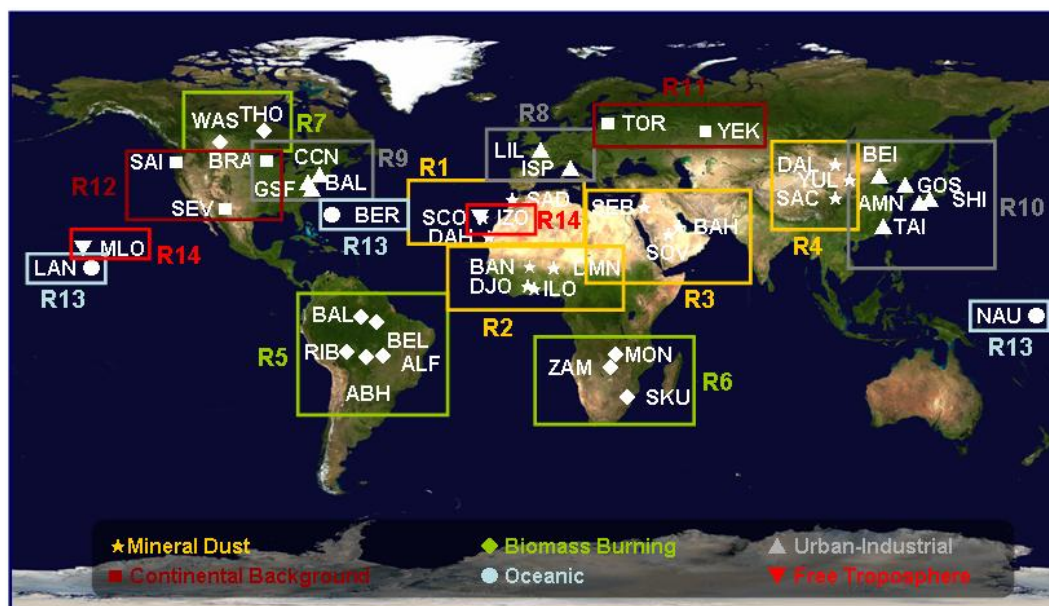 R11
THO
WAS
R7
R8
TOR
YEK
LIL
ISP
R9
CCN
SAI
BRA
GSF
BAL
R12
SEV
R1
BER
R13
SAD
SCO
IZO
R14
DAH
SEB
BAH
SOV
DAL
YUL
SAC
R4
BEI
GOS
AMN
SHI
TAI
R10
MLO
R14
LAN
R13
BAN
DMN
DJO
ILO
R2
R3
BAL
BEL
RIB
ALF
R5
ABH
MON
ZAM
SKU
R6
NAU
R13
Mineral Dust
Biomass Burning
Urban-Industrial
Continental Background
Oceanic
Free Troposphere